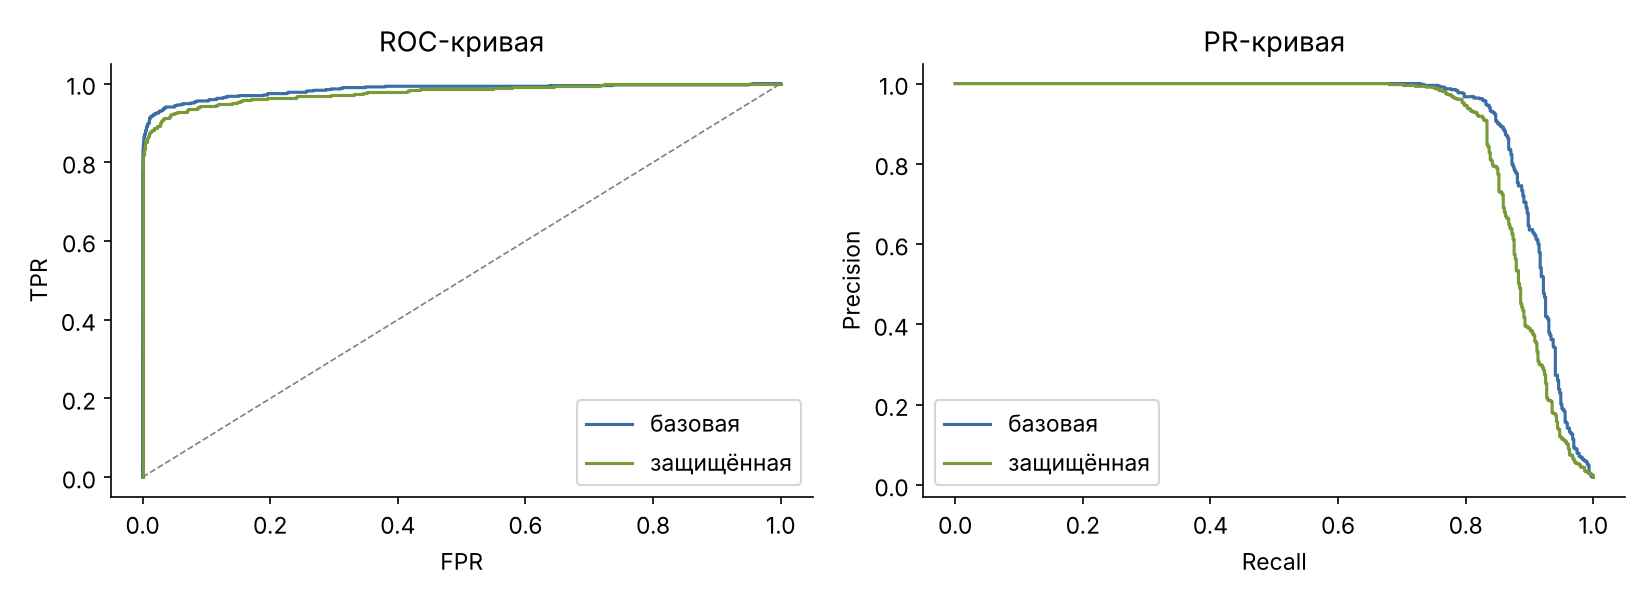 ROC-кривая
1.0
0.8
0.6
0.4
0.2
0.0
TPR
0.0 0.2 0.4 0.6 0.8 1.0
FPR
базовая
защищённая
PR-кривая
1.0
0.8
0.6
0.4
0.2
0.0
Precision
0.0 0.2 0.4 0.6 0.8 1.0
Recall
базовая
защищённая